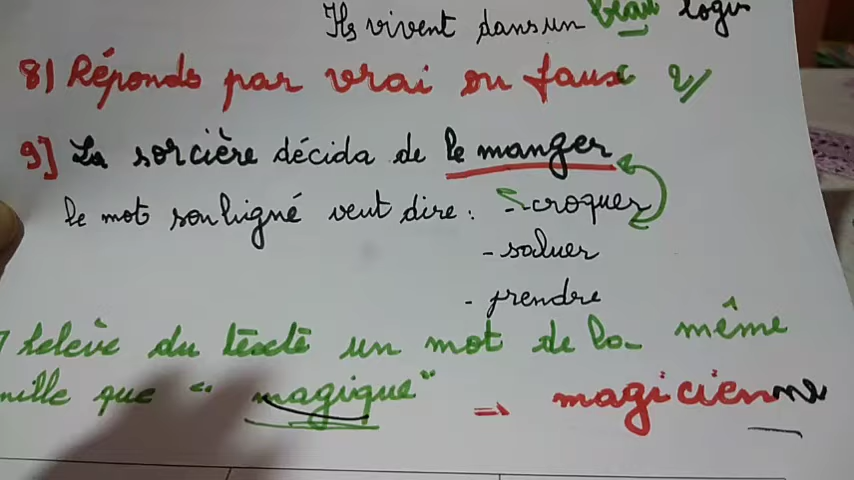 Ils vivent dans un beau logis
8) Réponds par vrai ou faux
9] La sorcière décida de le manger
le mot souligné veut dire : - croquer
- saluer
- prendre
Relève du texte un mot de la même
mille que "magique" ⇒ magicienne